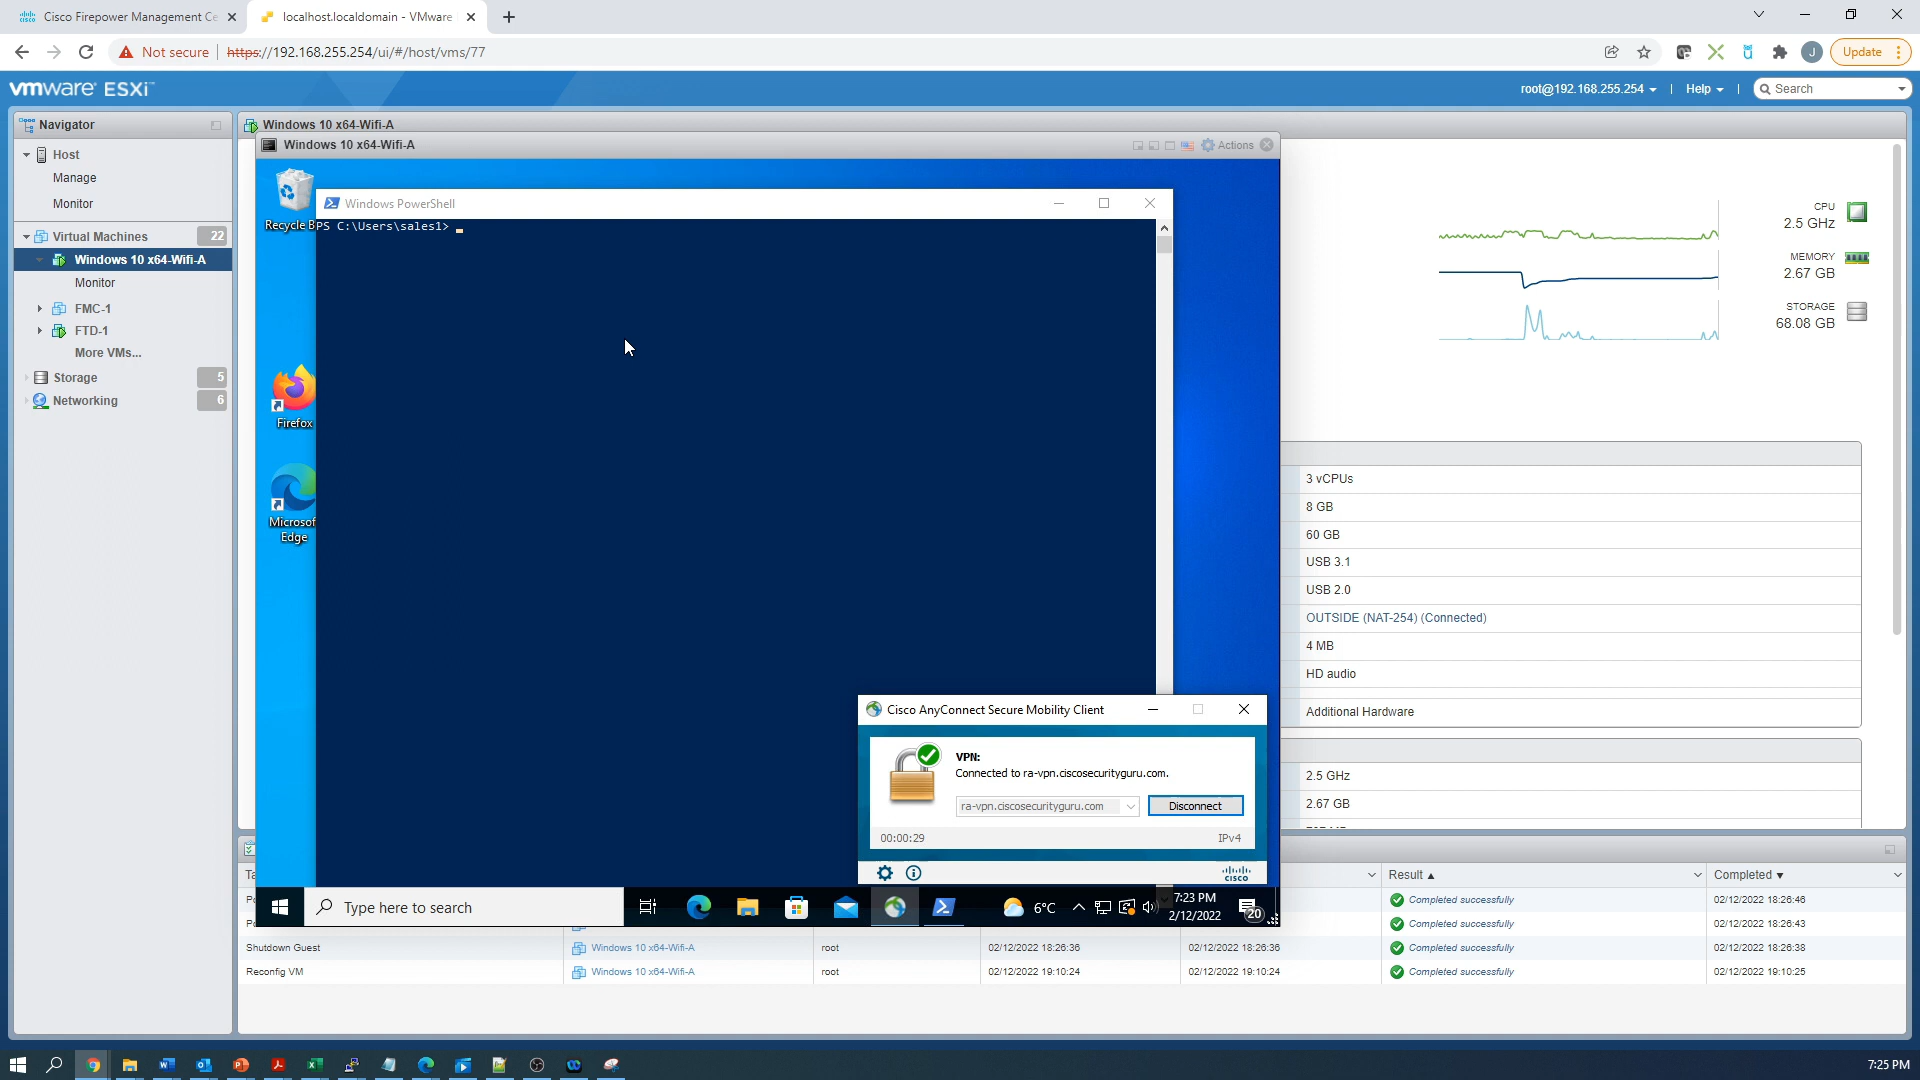 Cisco Firepower Management Ce
localhost.localdomain - VMware
Not secure
https://192.168.255.254/ui/#/host/vms/77
J
Update
vmware ESXi™
root@192.168.255.254
Help
Search
Navigator
Host
Manage
Monitor
Virtual Machines
22
Windows 10 x64-Wifi-A
Monitor
FMC-1
FTD-1
More VMs...
Storage
5
Networking
6
Windows 10 x64-Wifi-A
Windows 10 x64-Wifi-A
Actions
Recycle B
Firefox
Microsof
Edge
Windows PowerShell
PS C:\Users\sales1>
Cisco AnyConnect Secure Mobility Client
VPN:
Connected to ra-vpn.ciscosecurityguru.com.
ra-vpn.ciscosecurityguru.com
Disconnect
00:00:29
IPv4
CISCO
Type here to search
6°C
7:23 PM
2/12/2022
20
CPU
2.5 GHz
MEMORY
2.67 GB
STORAGE
68.08 GB
3 vCPUs
8 GB
60 GB
USB 3.1
USB 2.0
OUTSIDE (NAT-254) (Connected)
4 MB
HD audio
Additional Hardware
2.5 GHz
2.67 GB
Result
Completed
Completed successfully
02/12/2022 18:26:46
Completed successfully
02/12/2022 18:26:43
Shutdown Guest
Windows 10 x64-Wifi-A
root
02/12/2022 18:26:36
02/12/2022 18:26:36
Completed successfully
02/12/2022 18:26:38
Reconfig VM
Windows 10 x64-Wifi-A
root
02/12/2022 19:10:24
02/12/2022 19:10:24
Completed successfully
02/12/2022 19:10:25
7:25 PM